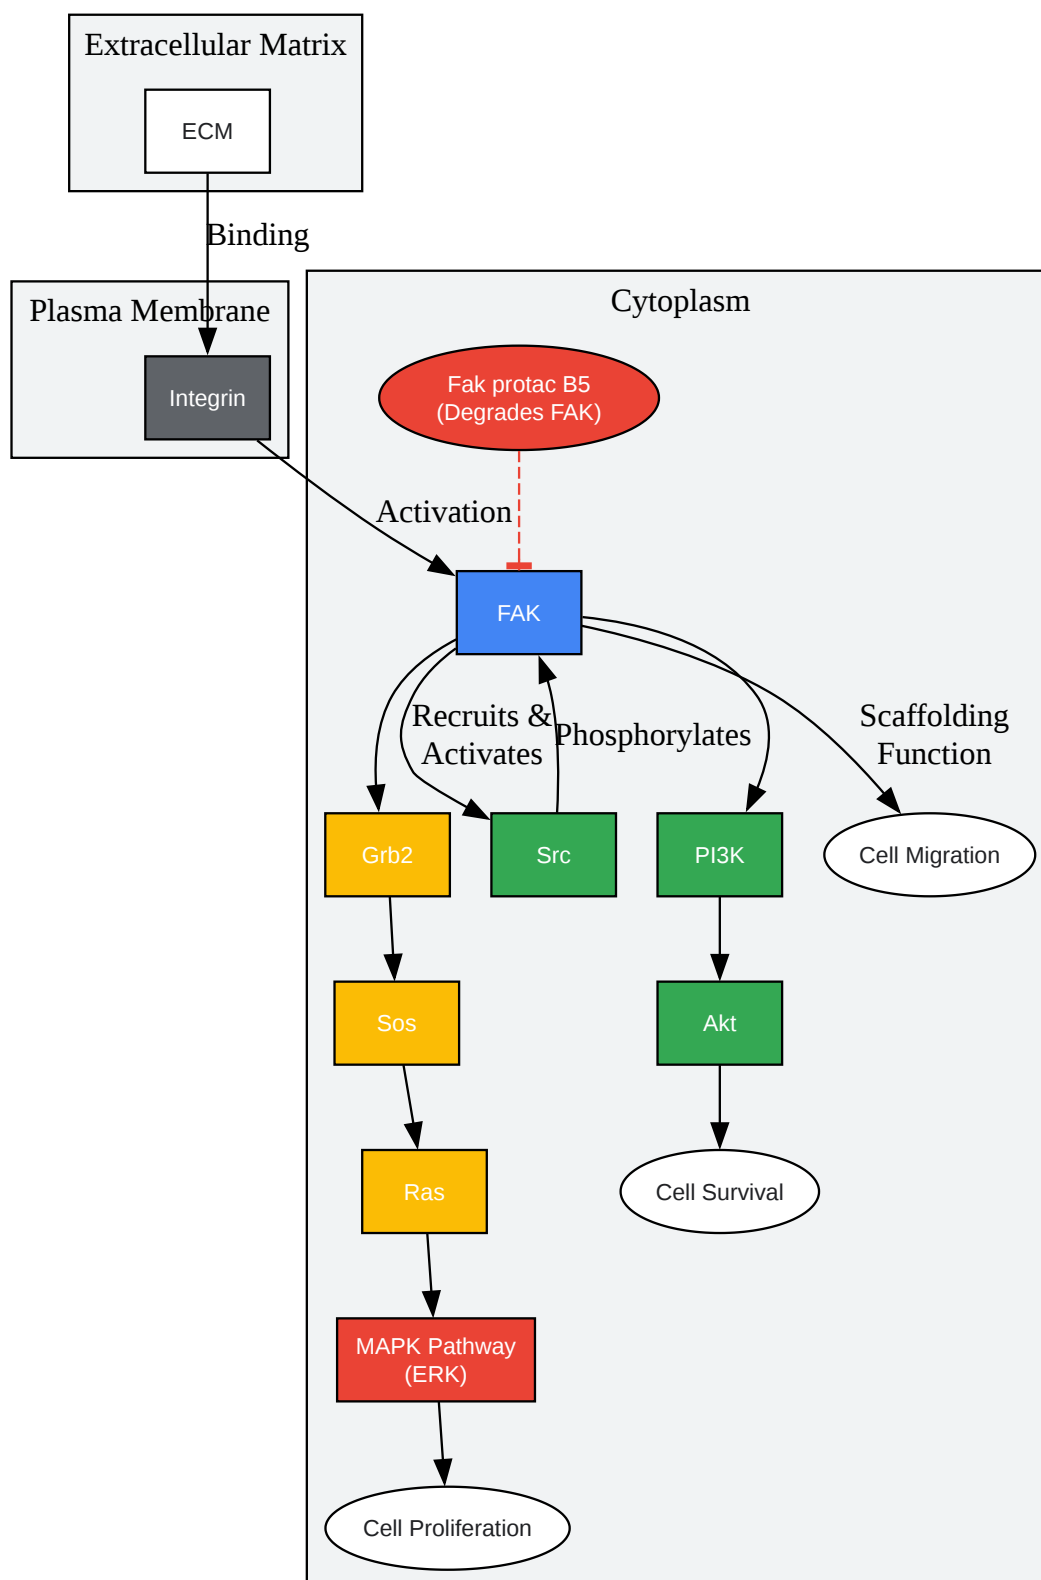 Extracellular Matrix
ECM
Binding
Plasma Membrane
Integrin
Cytoplasm
Fak protac B5
(Degrades FAK)
Activation
FAK
Recruits &
Activates
Phosphorylates
Scaffolding
Function
Grb2
Src
PI3K
Cell Migration
Sos
Akt
Ras
Cell Survival
MAPK Pathway
(ERK)
Cell Proliferation